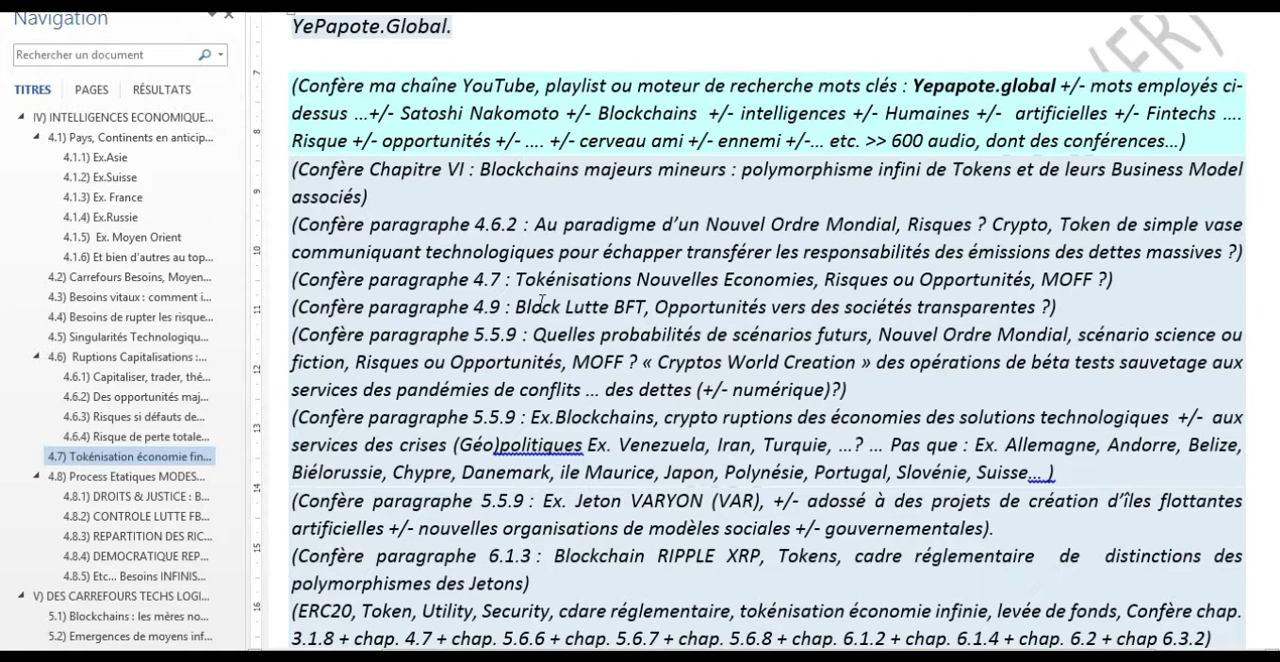 Navigation
Rechercher un document
TITRES PAGES RÉSULTATS
IV) INTELLIGENCES ECONOMIQUE...
4.1) Pays, Continents en anticip...
4.1.1) Ex.Asie
4.1.2) Ex.Suisse
4.1.3) Ex. France
4.1.4) Ex.Russie
4.1.5) Ex. Moyen Orient
4.1.6) Et bien d'autres au top...
4.2) Carrefours Besoins, Moyen...
4.3) Besoins vitaux : comment i...
4.4) Besoins de rupter les risque...
4.5) Singularités Technologiqu...
4.6) Ruptions Capitalisations :...
4.6.1) Capitaliser, trader, thé...
4.6.2) Des opportunités maj...
4.6.3) Risques si défauts de...
4.6.4) Risque de perte totale...
4.7) Tokénisation économie fin...
4.8) Process Etatiques MODES...
4.8.1) DROITS & JUSTICE : B...
4.8.2) CONTROLE LUTTE FB...
4.8.3) REPARTITION DES RIC...
4.8.4) DEMOCRATIQUE REP...
4.8.5) Etc... Besoins INFINIS...
V) DES CARREFOURS TECHS LOGI...
5.1) Blockchains : les mères no...
5.2) Emergences de moyens inf...
7
8
9
10
11
12
13
14
15
16
(FR)
YePapote.Global.
(Confère ma chaîne YouTube, playlist ou moteur de recherche mots clés : Yepapote.global +/- mots employés ci-
dessus ...+/- Satoshi Nakomoto +/- Blockchains +/- intelligences +/- Humaines +/- artificielles +/- Fintechs ....
Risque +/- opportunités +/- .... +/- cerveau ami +/- ennemi +/-... etc. >> 600 audio, dont des conférences...)
(Confère Chapitre VI : Blockchains majeurs mineurs : polymorphisme infini de Tokens et de leurs Business Model
associés)
(Confère paragraphe 4.6.2 : Au paradigme d'un Nouvel Ordre Mondial, Risques ? Crypto, Token de simple vase
communiquant technologiques pour échapper transférer les responsabilités des émissions des dettes massives ?)
(Confère paragraphe 4.7 : Tokénisations Nouvelles Economies, Risques ou Opportunités, MOFF ?)
(Confère paragraphe 4.9 : Block Lutte BFT, Opportunités vers des sociétés transparentes ?)
(Confère paragraphe 5.5.9 : Quelles probabilités de scénarios futurs, Nouvel Ordre Mondial, scénario science ou
fiction, Risques ou Opportunités, MOFF ? « Cryptos World Creation » des opérations de béta tests sauvetage aux
services des pandémies de conflits ... des dettes (+/- numérique)?)
(Confère paragraphe 5.5.9 : Ex.Blockchains, crypto ruptions des économies des solutions technologiques +/- aux
services des crises (Géo)politiques Ex. Venezuela, Iran, Turquie, ...? ... Pas que : Ex. Allemagne, Andorre, Belize,
Biélorussie, Chypre, Danemark, ile Maurice, Japon, Polynésie, Portugal, Slovénie, Suisse... )
(Confère paragraphe 5.5.9 : Ex. Jeton VARYON (VAR), +/- adossé à des projets de création d'îles flottantes
artificielles +/- nouvelles organisations de modèles sociales +/- gouvernementales).
(Confère paragraphe 6.1.3 : Blockchain RIPPLE XRP, Tokens, cadre réglementaire de distinctions des
polymorphismes des Jetons)
(ERC20, Token, Utility, Security, cdare réglementaire, tokénisation économie infinie, levée de fonds, Confère chap.
3.1.8 + chap. 4.7 + chap. 5.6.6 + chap. 5.6.7 + chap. 5.6.8 + chap. 6.1.2 + chap. 6.1.4 + chap. 6.2 + chap 6.3.2)